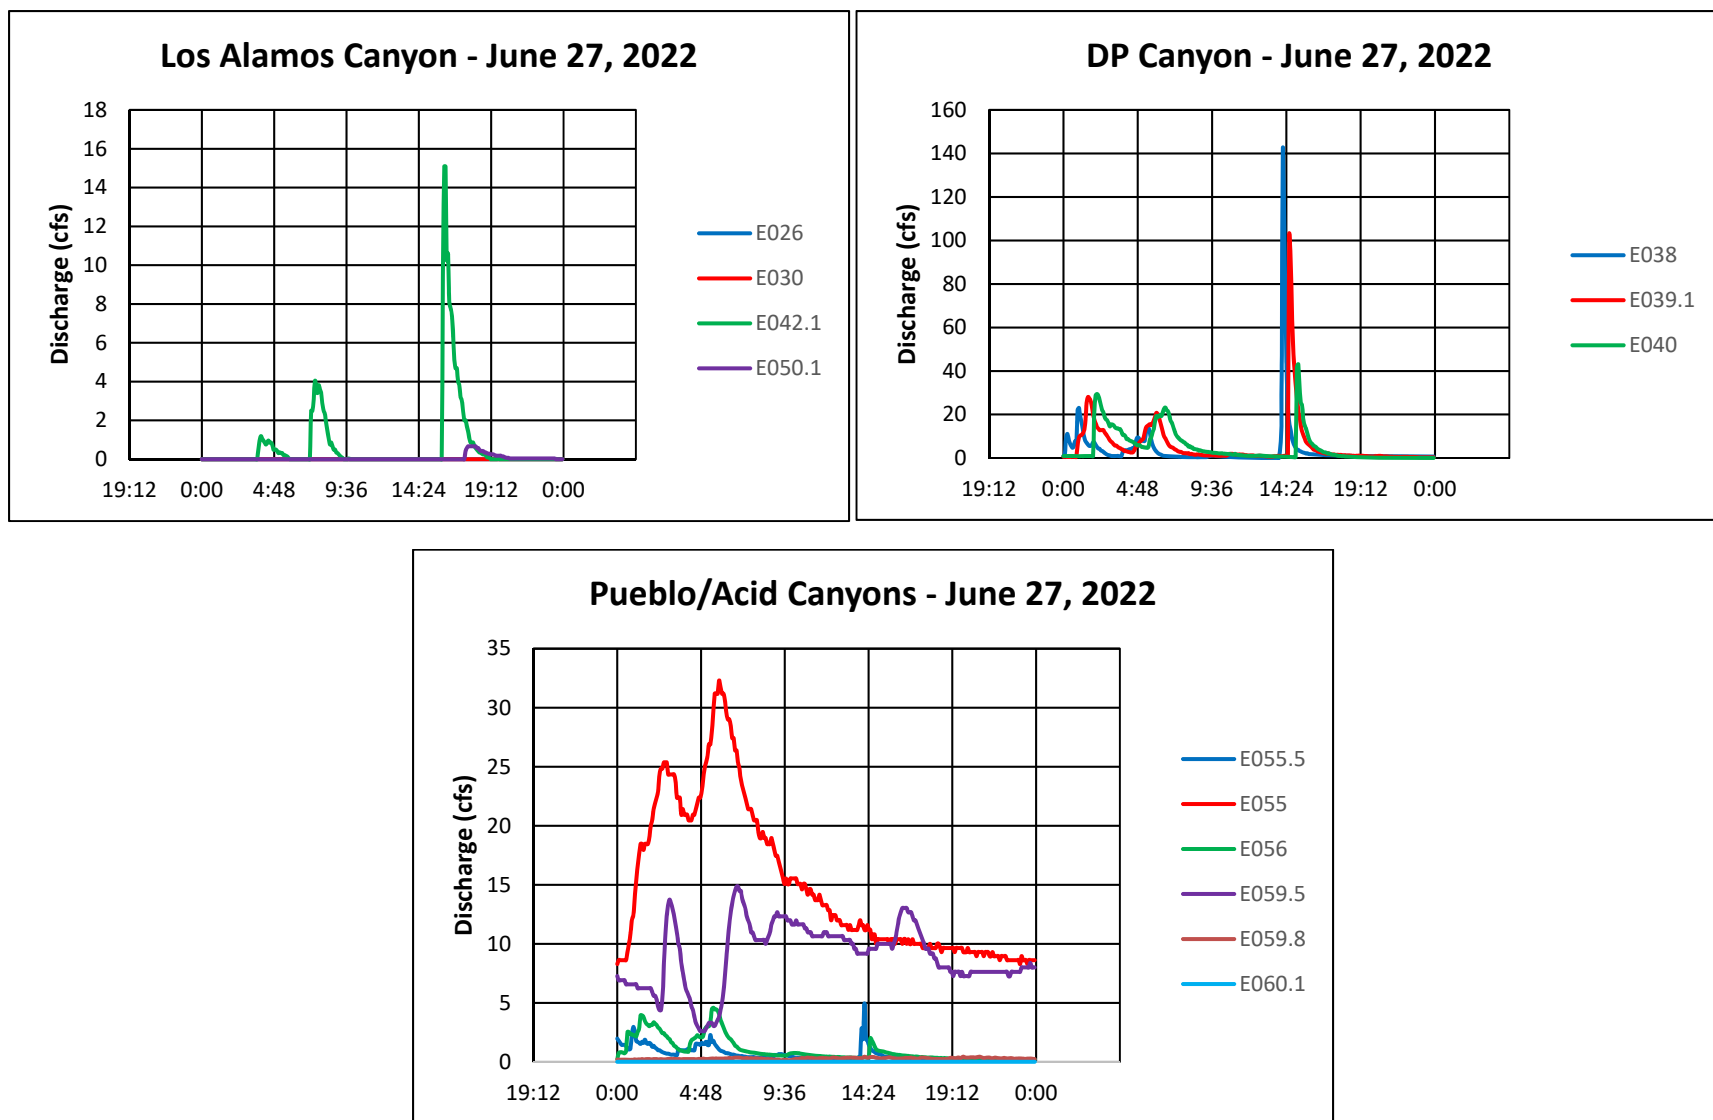 Los Alamos Canyon - June 27, 2022
18
16
14
12
10
8
6
4
2
0
Discharge (cfs)
19:12 0:00 4:48 9:36 14:24 19:12 0:00
E026
E030
E042.1
E050.1
DP Canyon - June 27, 2022
160
140
120
100
80
60
40
20
0
Discharge (cfs)
19:12 0:00 4:48 9:36 14:24 19:12 0:00
E038
E039.1
E040
Pueblo/Acid Canyons - June 27, 2022
35
30
25
20
15
10
5
0
Discharge (cfs)
19:12 0:00 4:48 9:36 14:24 19:12 0:00
E055.5
E055
E056
E059.5
E059.8
E060.1